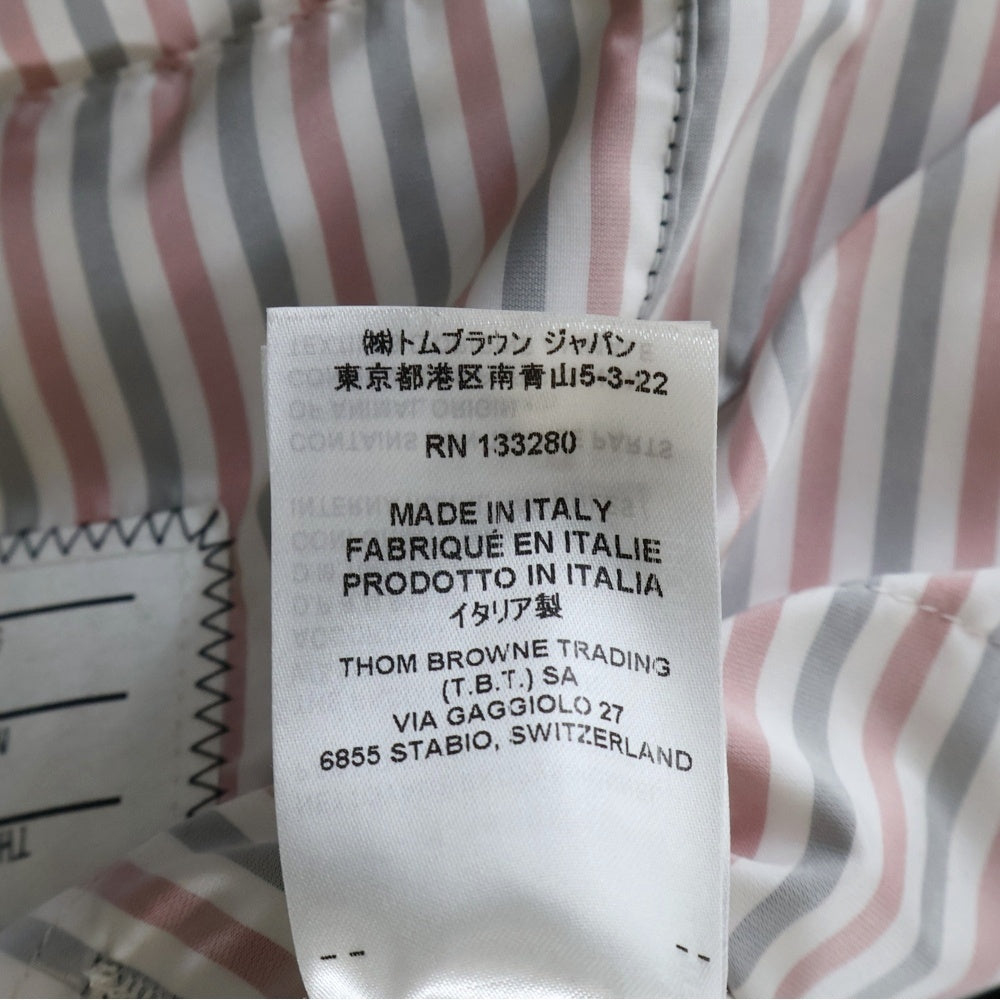 ㈱トムブラウン ジャパン
東京都港区南青山5-3-22
RN 133280
MADE IN ITALY
FABRIQUÉ EN ITALIE
PRODOTTO IN ITALIA
イタリア製
THOM BROWNE TRADING
(T.B.T.) SA
VIA GAGGIOLO 27
6855 STABIO, SWITZERLAND